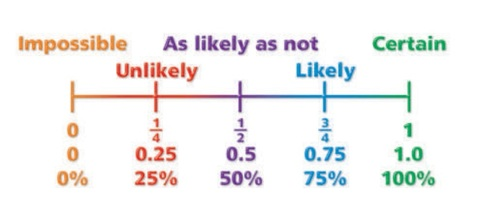 Impossible As likely as not Certain
Unlikely Likely
0 1/4 1/2 3/4 1
0 0.25 0.5 0.75 1.0
0% 25% 50% 75% 100%